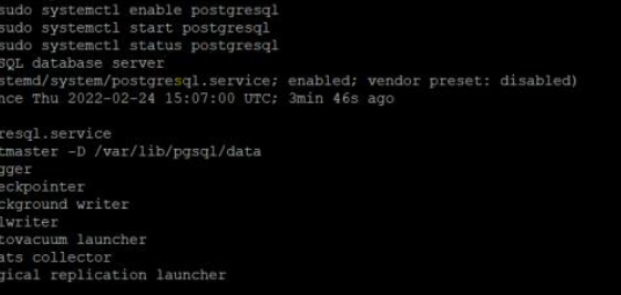 sudo systemctl enable postgresql
sudo systemctl start postgresql
sudo systemctl status postgresql
SQL database server
stemd/system/postgresql.service; enabled; vendor preset: disabled)
nce Thu 2022-02-24 15:07:00 UTC; 3min 46s ago
resql.service
tmaster -D /var/lib/pgsql/data
gger
eckpointer
ckground writer
lwriter
tovacuum launcher
ats collector
gical replication launcher